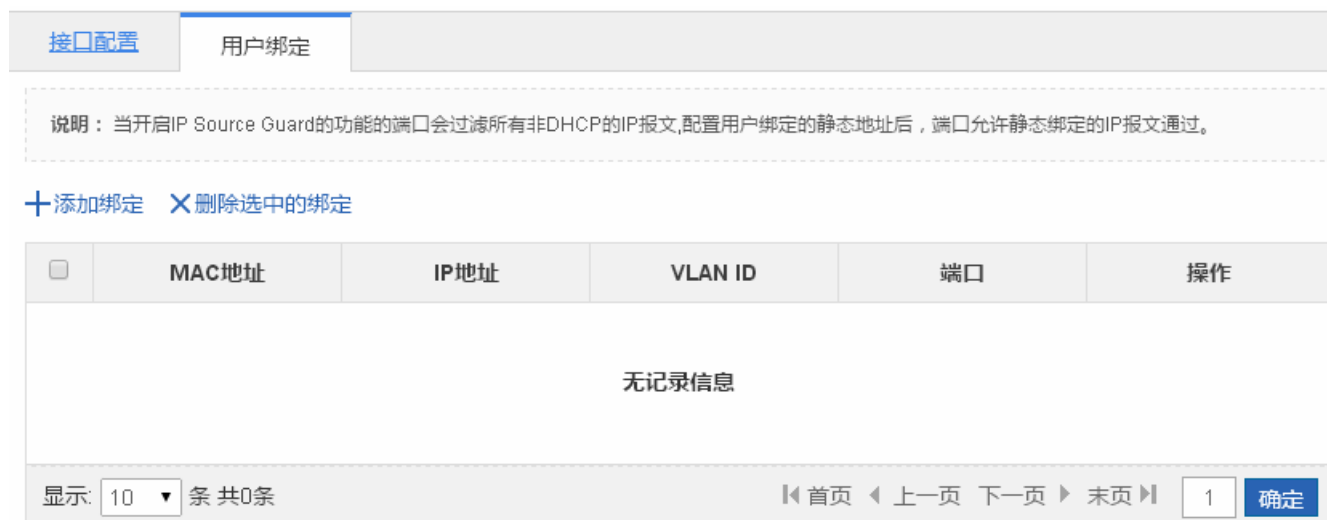 接口配置 用户绑定
说明： 当开启IP Source Guard的功能的端口会过滤所有非DHCP的IP报文,配置用户绑定的静态地址后，端口允许静态绑定的IP报文通过。
添加绑定 删除选中的绑定
MAC地址 IP地址 VLAN ID 端口 操作
无记录信息
显示: 10 条 共0条 首页 上一页 下一页 末页 1 确定